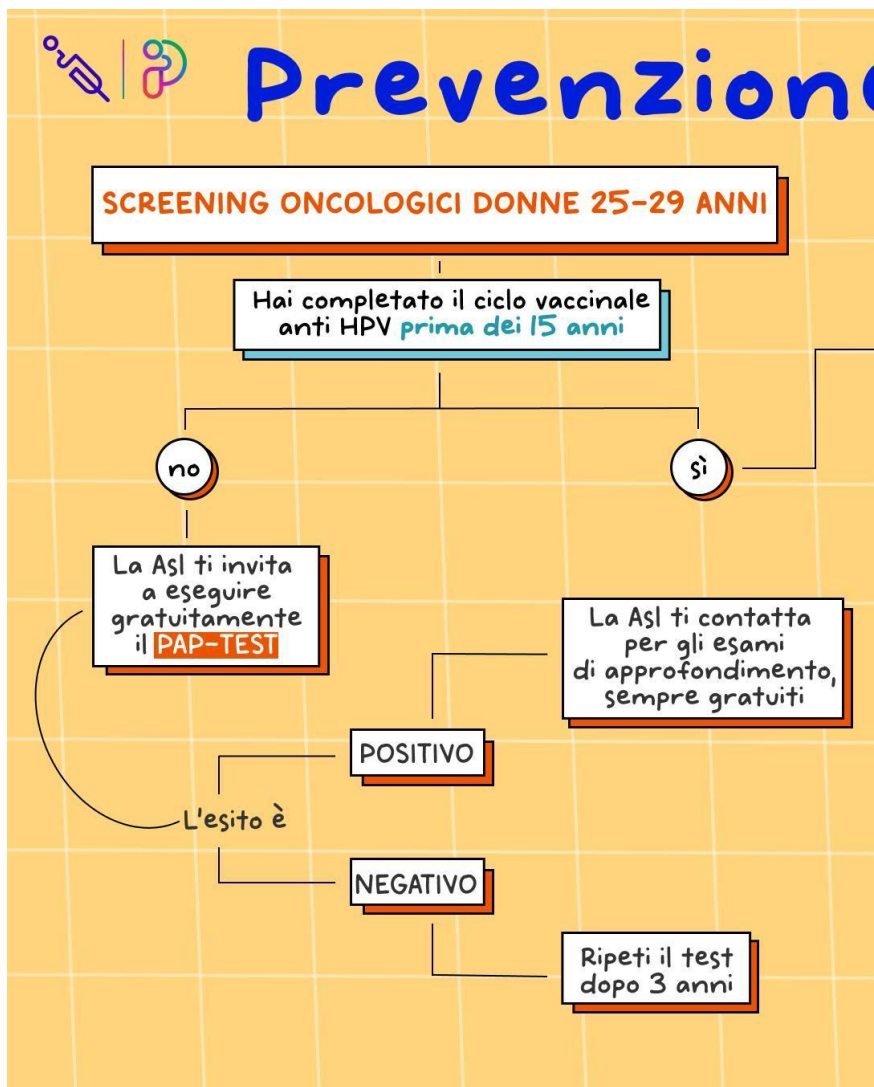 Prevenzione
SCREENING ONCOLOGICI DONNE 25-29 ANNI
Hai completato il ciclo vaccinale
anti HPV prima dei 15 anni
no
sì
La Asl ti invita
a eseguire
gratuitamente
il PAP-TEST
La Asl ti contatta
per gli esami
di approfondimento,
sempre gratuiti
POSITIVO
L'esito è
NEGATIVO
Ripeti il test
dopo 3 anni